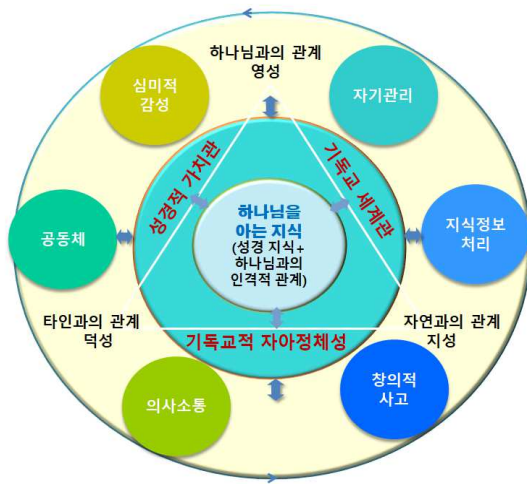 하나님과의 관계
영성
심미적
감성
자기관리
성경적 가치관
기독교 세계관
하나님을
아는 지식
(성경 지식+
하나님과의
인격적 관계)
공동체
지식정보
처리
타인과의 관계
덕성
자연과의 관계
지성
기독교적 자아정체성
의사소통
창의적
사고